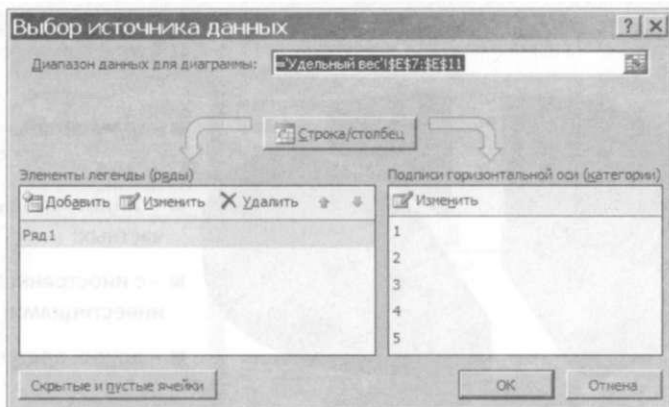 Выбор источника данных
Диапазон данных для диаграммы: ='Удельный вес'!$E$7:$E$11
Строка/столбец
Элементы легенды (ряды)
Добавить Изменить Удалить
Ряд1
Подписи горизонтальной оси (категории)
Изменить
1
2
3
4
5
Скрытые и пустые ячейки
ОК Отмена